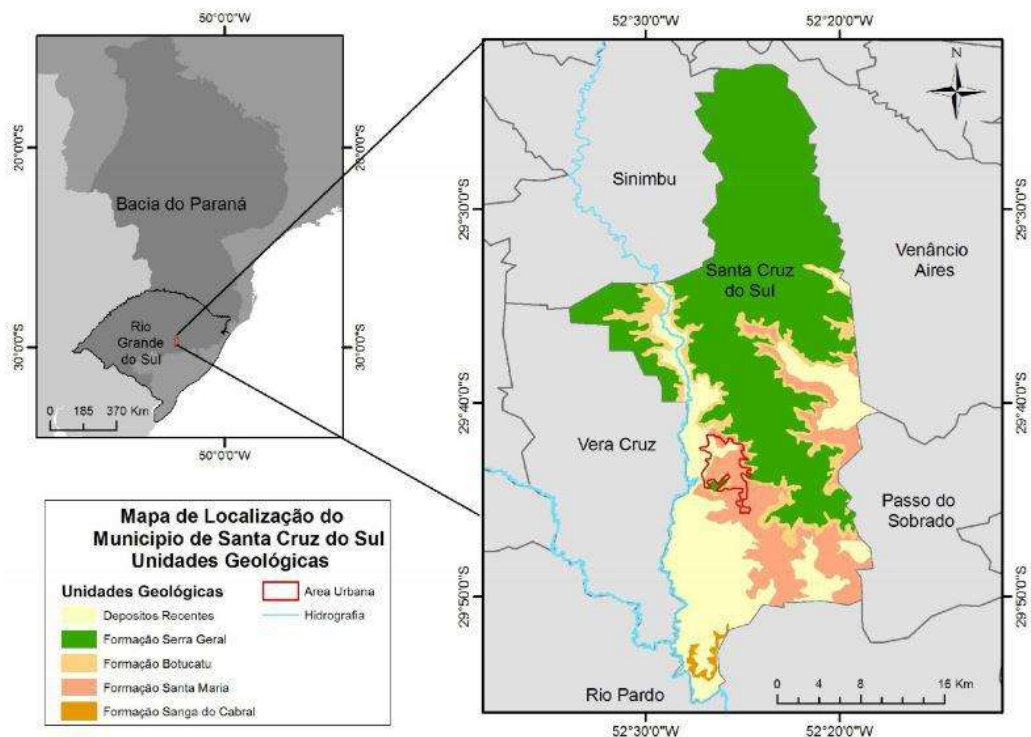 50°0'0"W
20°0'0"S
20°0'0"S
Bacia do Paraná
Rio
Grande
do Sul
30°0'0"S
30°0'0"S
0 185 370 Km
50°0'0"W
Mapa de Localização do
Municipio de Santa Cruz do Sul
Unidades Geológicas
Unidades Geológicas
Depositos Recentes
Formação Serra Geral
Formação Botucatu
Formação Santa Maria
Formação Sanga do Cabral
Area Urbana
Hidrografia
52°30'0"W
52°20'0"W
N
Sinimbu
29°30'0"S
29°30'0"S
Venâncio
Aires
Santa Cruz
do Sul
29°40'0"S
29°40'0"S
Vera Cruz
Passo do
Sobrado
29°50'0"S
29°50'0"S
Rio Pardo
0 4 8 16 Km
52°30'0"W
52°20'0"W